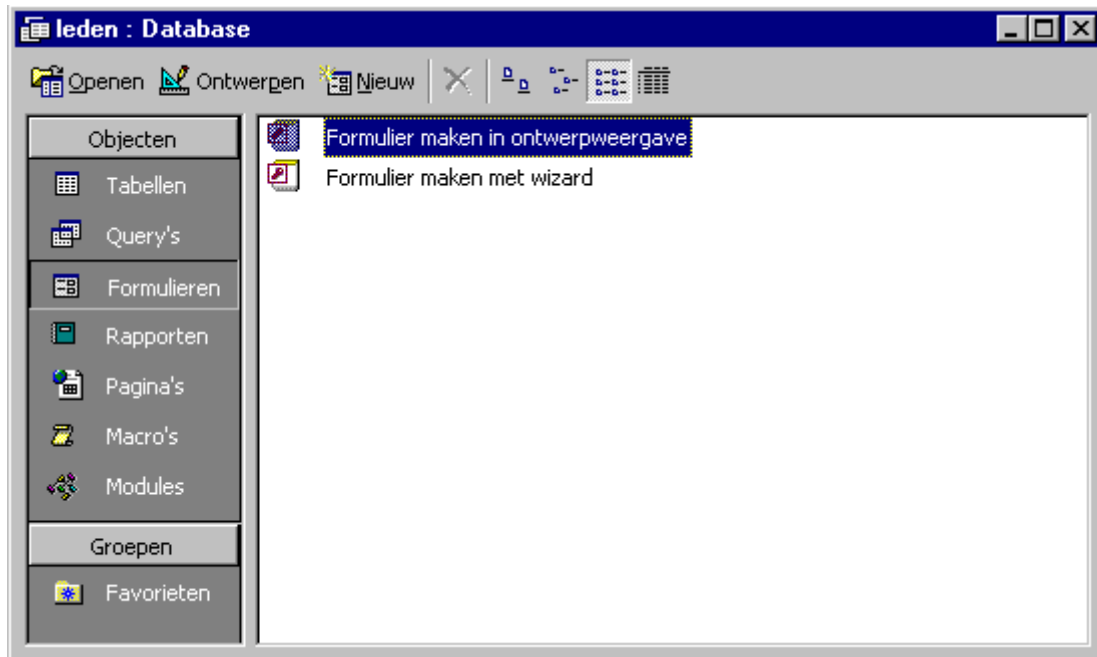 leden : Database
Openen Ontwerpen Nieuw
Objecten
Tabellen
Query's
Formulieren
Rapporten
Pagina's
Macro's
Modules
Groepen
Favorieten
Formulier maken in ontwerpweergave
Formulier maken met wizard